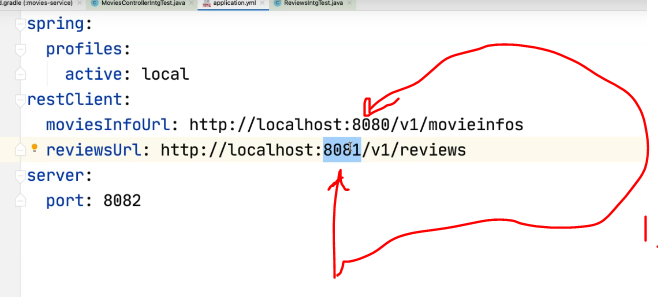 d.gradle (:movies-service) MoviesControllerIntgTest.java application.yml ReviewsIntgTest.java
spring:
profiles:
active: local
restClient:
moviesInfoUrl: http://localhost:8080/v1/movieinfos
reviewsUrl: http://localhost:8081/v1/reviews
server:
port: 8082